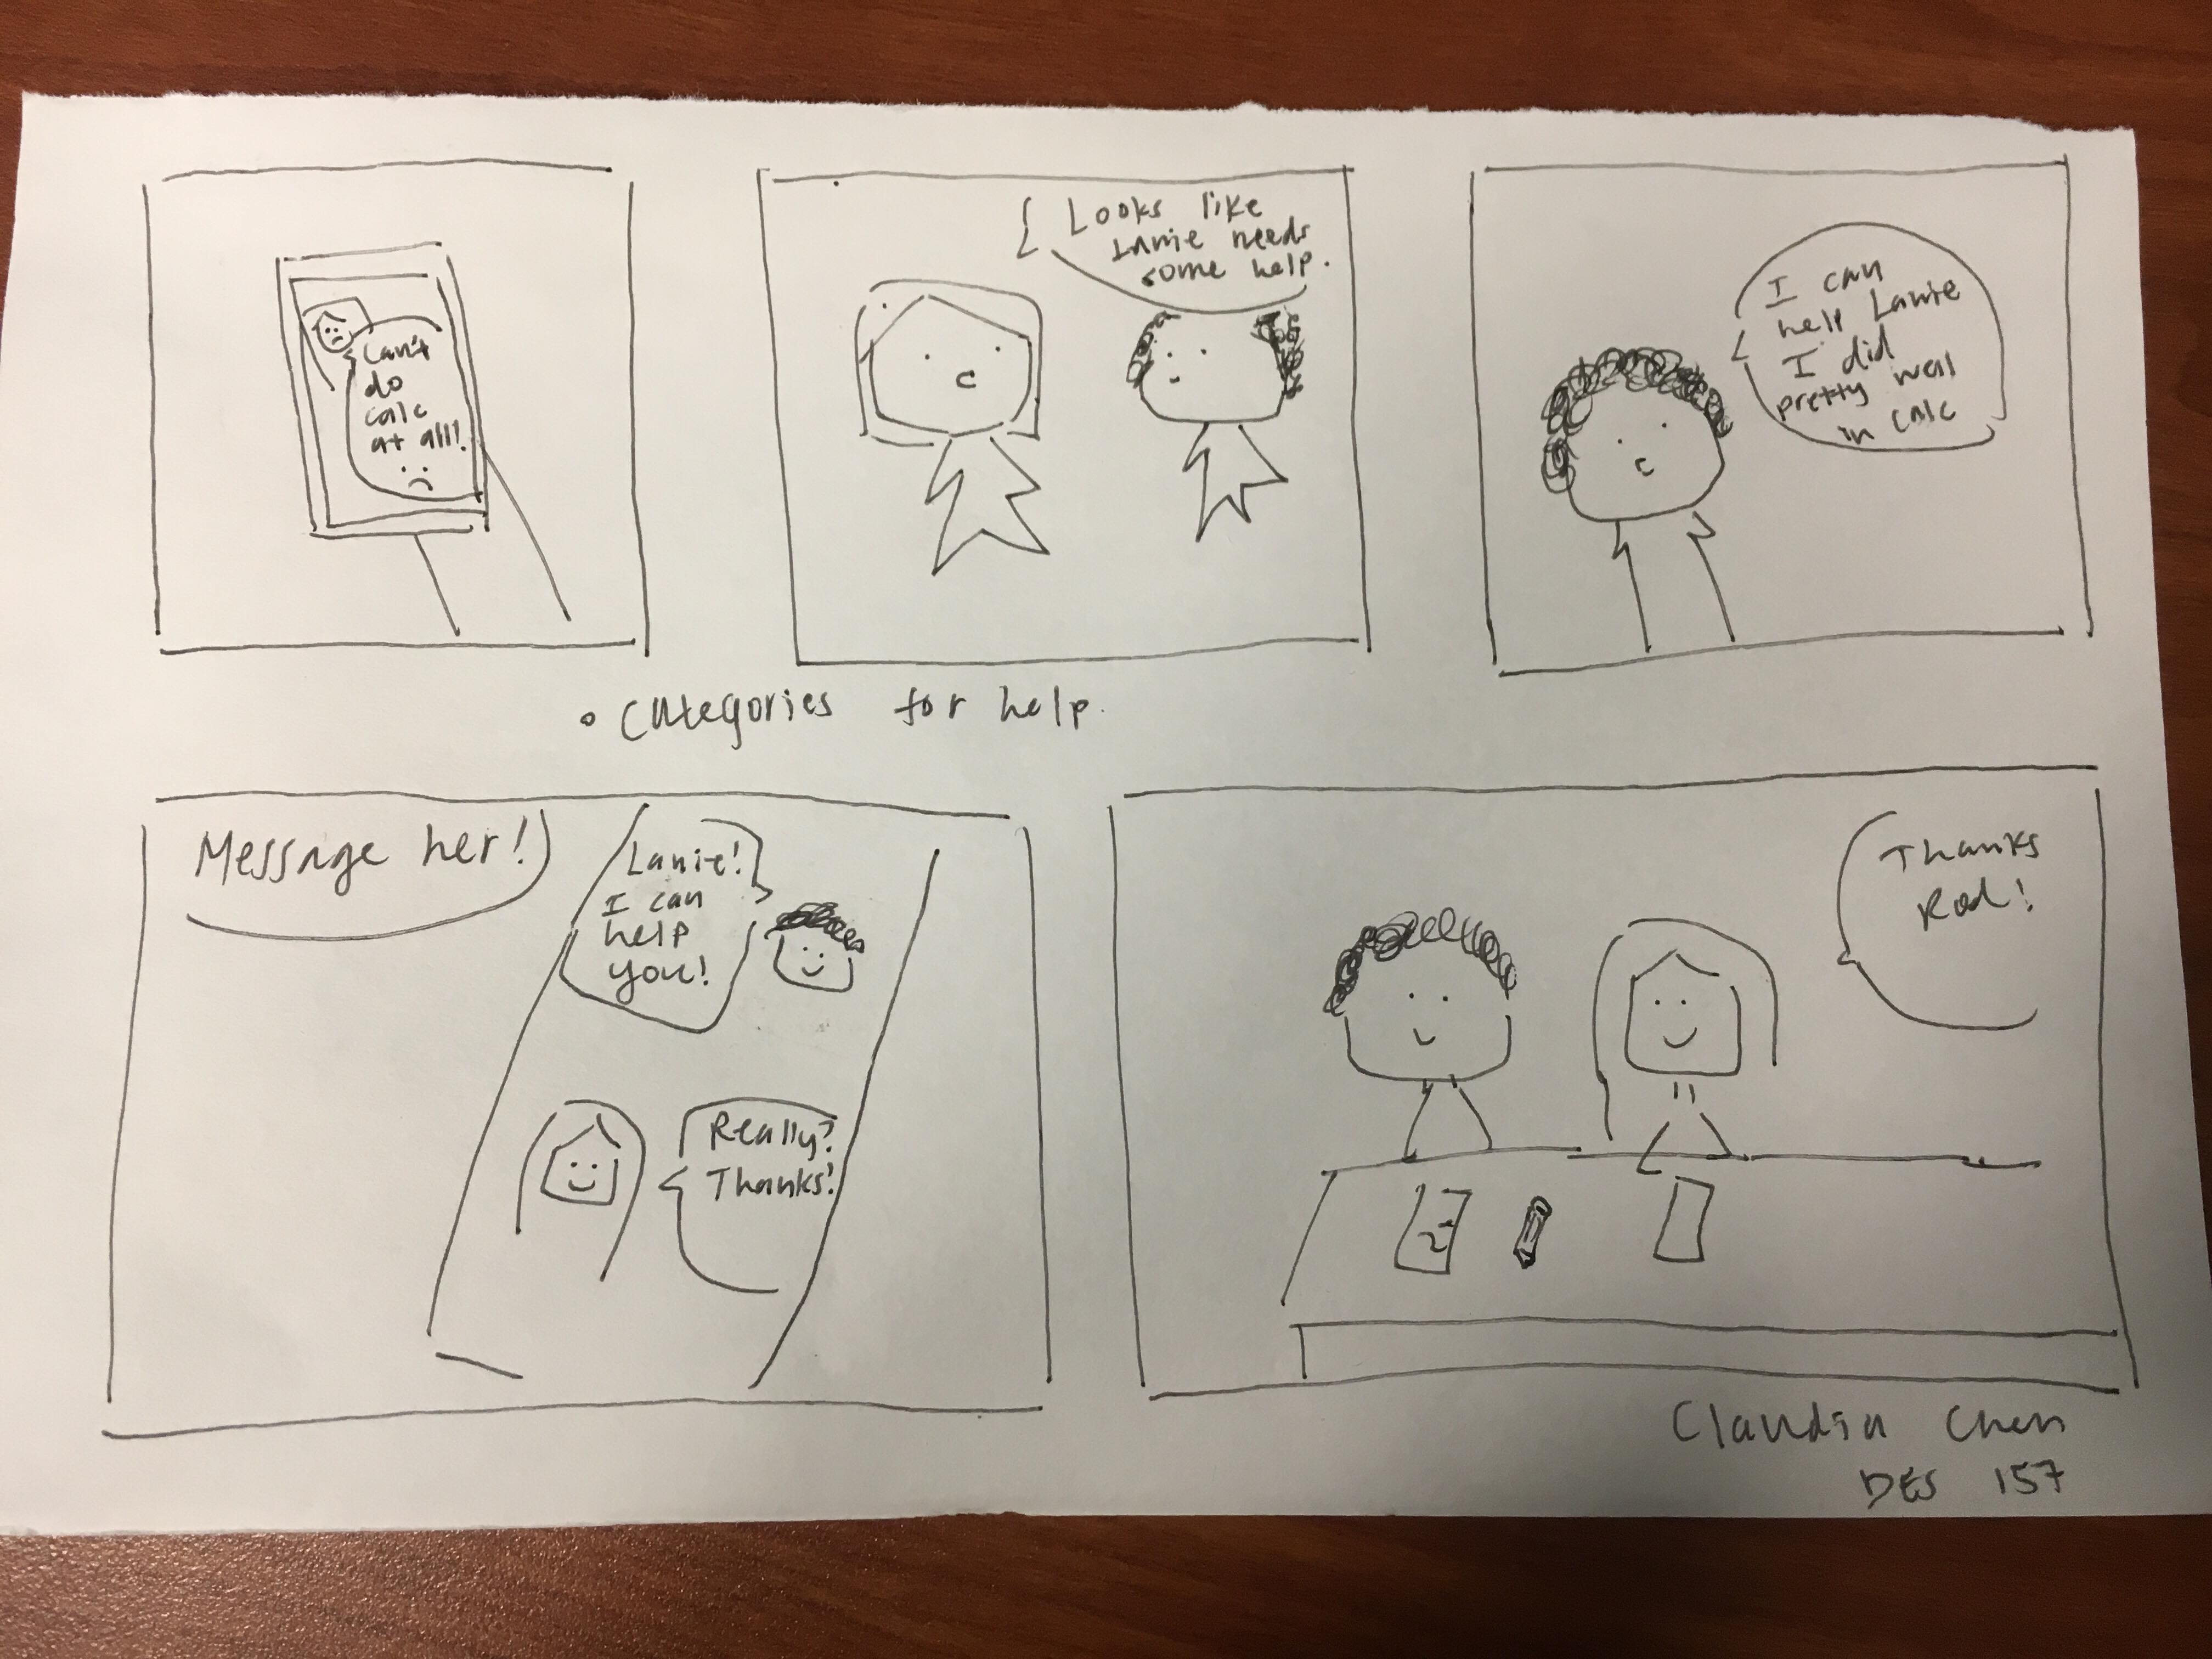 Can't
do
calc
at all!
Looks like
Lanie needs
some help.
I can
help Lanie
I did
pretty well
in calc
• Categories for help.
Message her!
Lanie!
I can
help
you!
Really?
Thanks!
Thanks
Rod!
Claudia Chen
DES 157